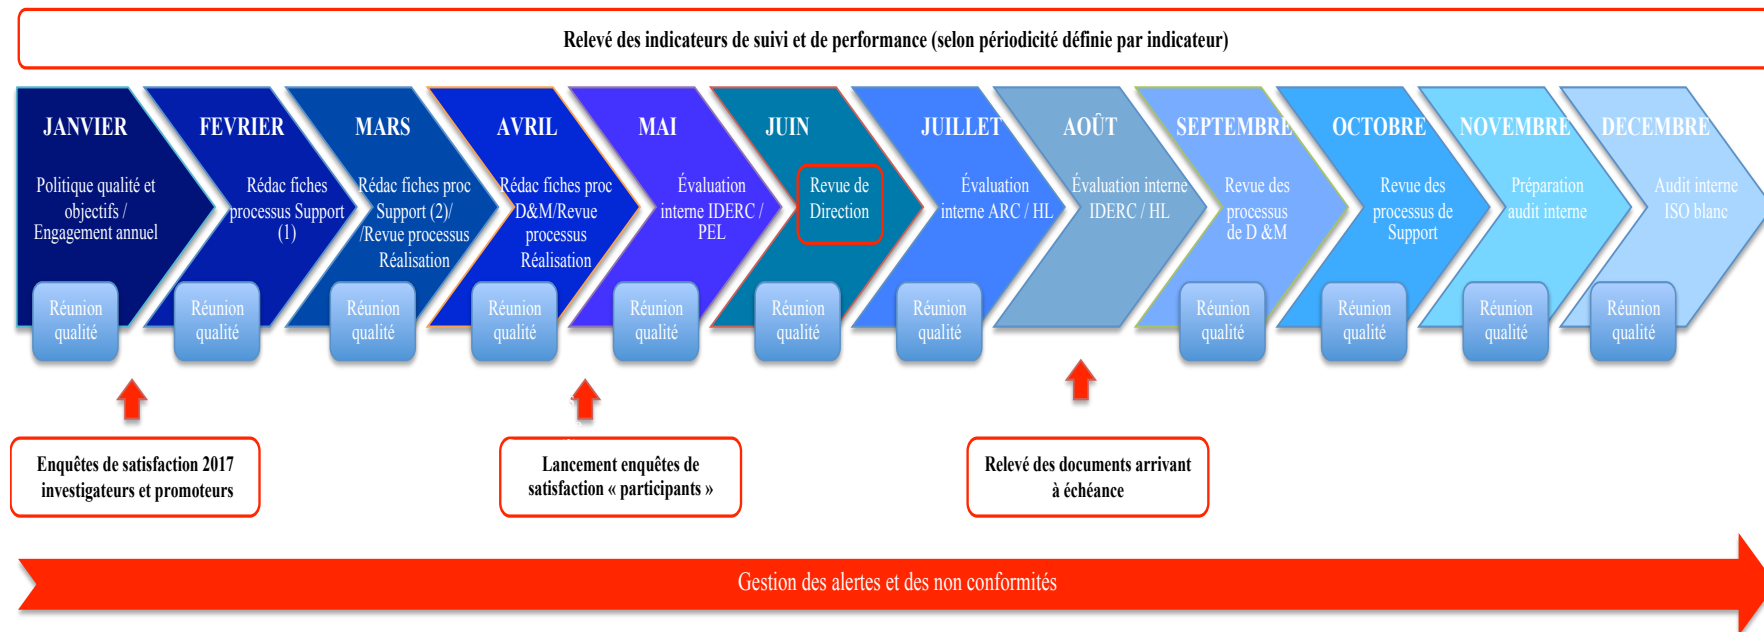 Relevé des indicateurs de suivi et de performance (selon périodicité définie par indicateur)
JANVIER
Politique qualité et
objectifs /
Engagement annuel
Réunion
qualité
FEVRIER
Rédac fiches
processus Support
(1)
Réunion
qualité
MARS
Rédac fiches proc
Support (2)/
/Revue processus
Réalisation
Réunion
qualité
AVRIL
Rédac fiches proc
D&M/Revue
processus
Réalisation
Réunion
qualité
MAI
Évaluation
interne IDERC /
PEL
Réunion
qualité
JUIN
Revue de
Direction
Réunion
qualité
JUILLET
Évaluation
interne ARC / HL
Réunion
qualité
AOÛT
Évaluation interne
IDERC / HL
SEPTEMBRE
Revue des
processus
de D &M
Réunion
qualité
OCTOBRE
Revue des
processus de
Support
Réunion
qualité
NOVEMBRE
Préparation
audit interne
Réunion
qualité
DECEMBRE
Audit interne
ISO blanc
Réunion
qualité
Enquêtes de satisfaction 2017
investigateurs et promoteurs
Lancement enquêtes de
satisfaction « participants »
Relevé des documents arrivant
à échéance
Gestion des alertes et des non conformités